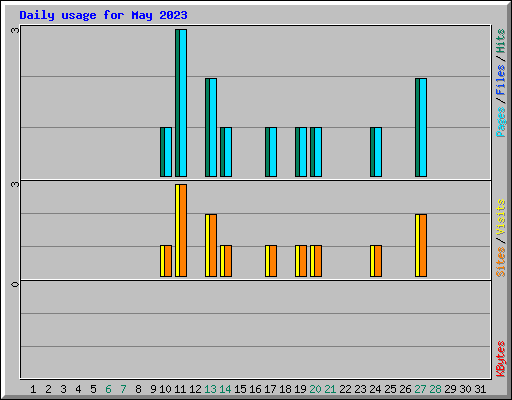 Daily usage for May 2023
3
3
0
Pages/Files/Hits
Sites/Visits
KBytes
1 2 3 4 5 6 7 8 9 10 11 12 13 14 15 16 17 18 19 20 21 22 23 24 25 26 27 28 29 30 31